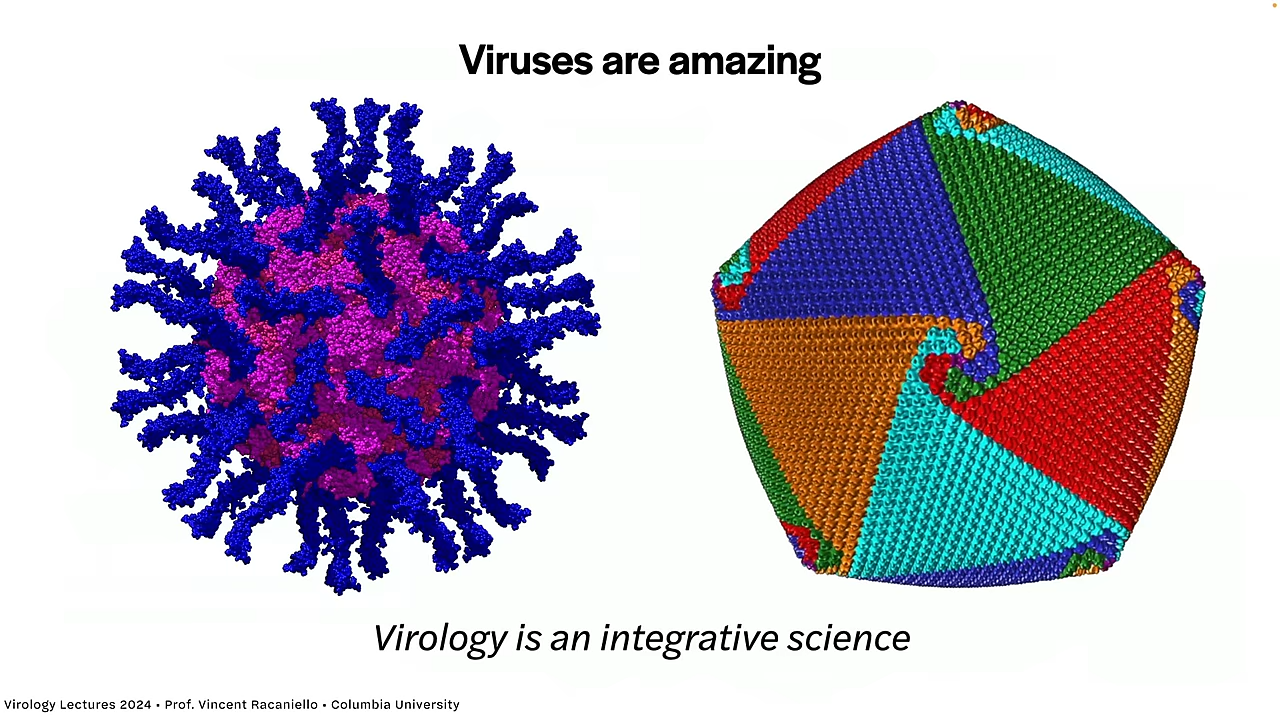 Viruses are amazing
Virology is an integrative science
Virology Lectures 2024 • Prof. Vincent Racaniello • Columbia University